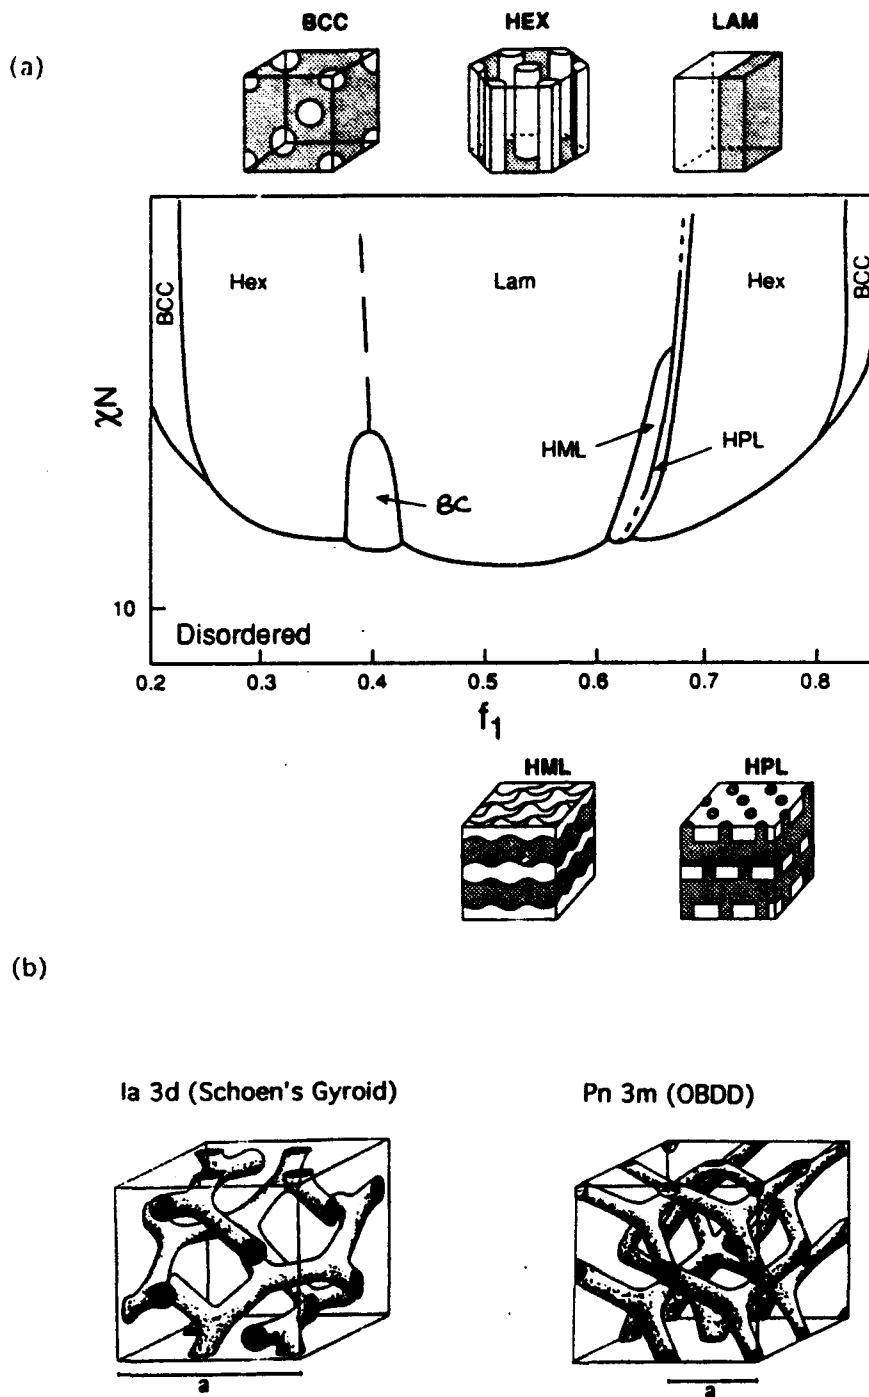 BCC HEX LAM
(a)
Hex Lam Hex
BCC BCC
χN
HML HPL
BC
10
Disordered
0.2 0.3 0.4 0.5 0.6 0.7 0.8
f1
HML HPL
(b)
Ia 3d (Schoen's Gyroid) Pn 3m (OBDD)
a a